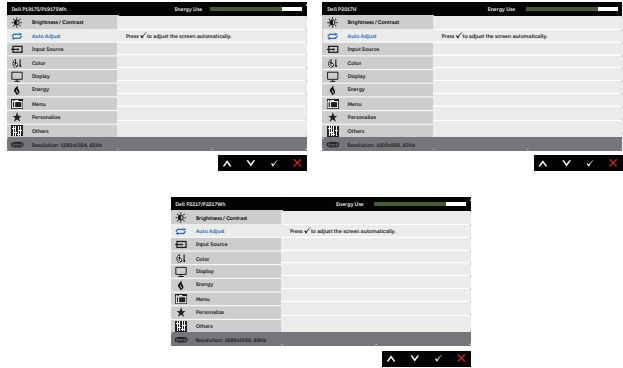 Dell P1917S/P1917SWh Energy Use
Brightness / Contrast
Auto Adjust Press ✓ to adjust the screen automatically.
Input Source
Color
Display
Energy
Menu
Personalize
Others
Resolution: 1280x1024, 60Hz
Dell P2017H Energy Use
Brightness / Contrast
Auto Adjust Press ✓ to adjust the screen automatically.
Input Source
Color
Display
Energy
Menu
Personalize
Others
Resolution: 1600x900, 60Hz
Dell P2217/P2217Wh Energy Use
Brightness / Contrast
Auto Adjust Press ✓ to adjust the screen automatically.
Input Source
Color
Display
Energy
Menu
Personalize
Others
Resolution: 1680x1050, 60Hz